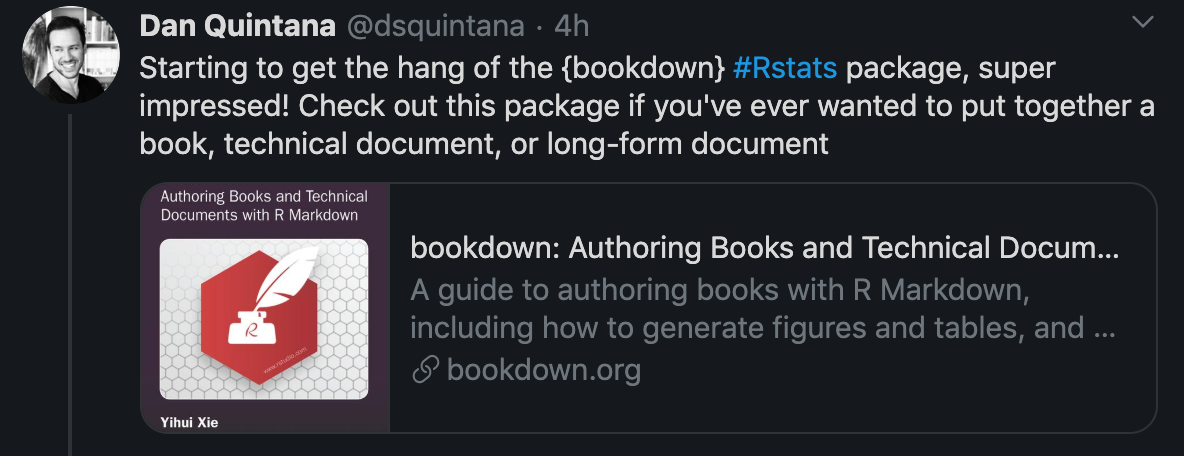 Dan Quintana @dsquintana · 4h
Starting to get the hang of the {bookdown} #Rstats package, super
impressed! Check out this package if you've ever wanted to put together a
book, technical document, or long-form document
Authoring Books and Technical
Documents with R Markdown
R
www.rstudio.com
Yihui Xie
bookdown: Authoring Books and Technical Docum...
A guide to authoring books with R Markdown,
including how to generate figures and tables, and ...
bookdown.org